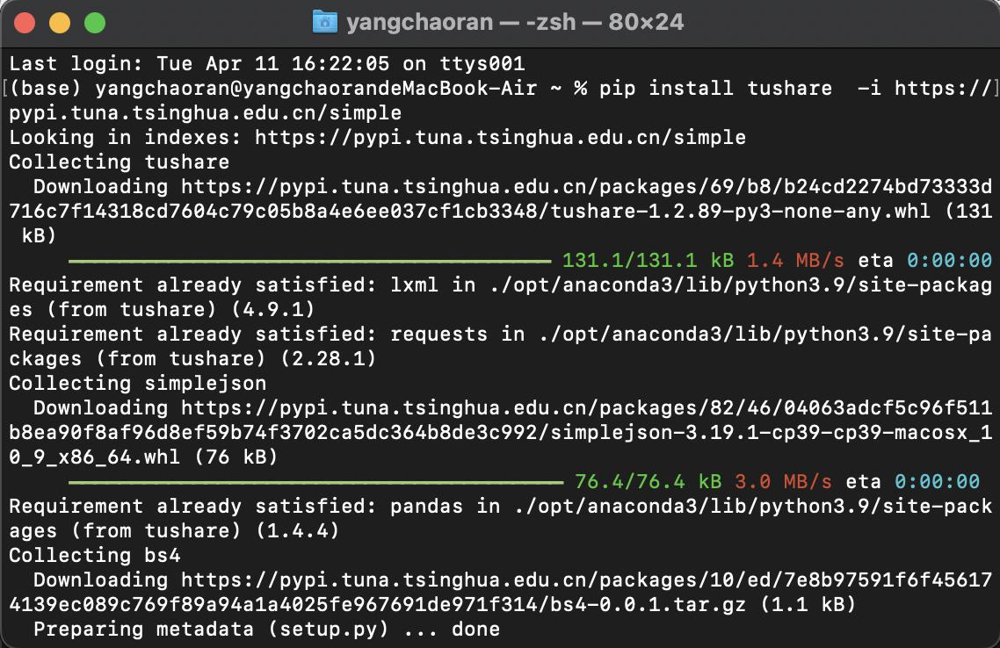 yangchaoran — -zsh — 80×24
Last login: Tue Apr 11 16:22:05 on ttys001
[(base) yangchaoran@yangchaorandeMacBook-Air ~ % pip install tushare  -i https://]
pypi.tuna.tsinghua.edu.cn/simple
Looking in indexes: https://pypi.tuna.tsinghua.edu.cn/simple
Collecting tushare
  Downloading https://pypi.tuna.tsinghua.edu.cn/packages/69/b8/b24cd2274bd73333d
716c7f14318cd7604c79c05b8a4e6ee037cf1cb3348/tushare-1.2.89-py3-none-any.whl (131
 kB)
131.1/131.1 kB 1.4 MB/s eta 0:00:00
Requirement already satisfied: lxml in ./opt/anaconda3/lib/python3.9/site-packag
es (from tushare) (4.9.1)
Requirement already satisfied: requests in ./opt/anaconda3/lib/python3.9/site-pa
ckages (from tushare) (2.28.1)
Collecting simplejson
  Downloading https://pypi.tuna.tsinghua.edu.cn/packages/82/46/04063adcf5c96f511
b8ea90f8af96d8ef59b74f3702ca5dc364b8de3c992/simplejson-3.19.1-cp39-cp39-macosx_1
0_9_x86_64.whl (76 kB)
76.4/76.4 kB 3.0 MB/s eta 0:00:00
Requirement already satisfied: pandas in ./opt/anaconda3/lib/python3.9/site-pack
ages (from tushare) (1.4.4)
Collecting bs4
  Downloading https://pypi.tuna.tsinghua.edu.cn/packages/10/ed/7e8b97591f6f45617
4139ec089c769f89a94a1a4025fe967691de971f314/bs4-0.0.1.tar.gz (1.1 kB)
  Preparing metadata (setup.py) ... done